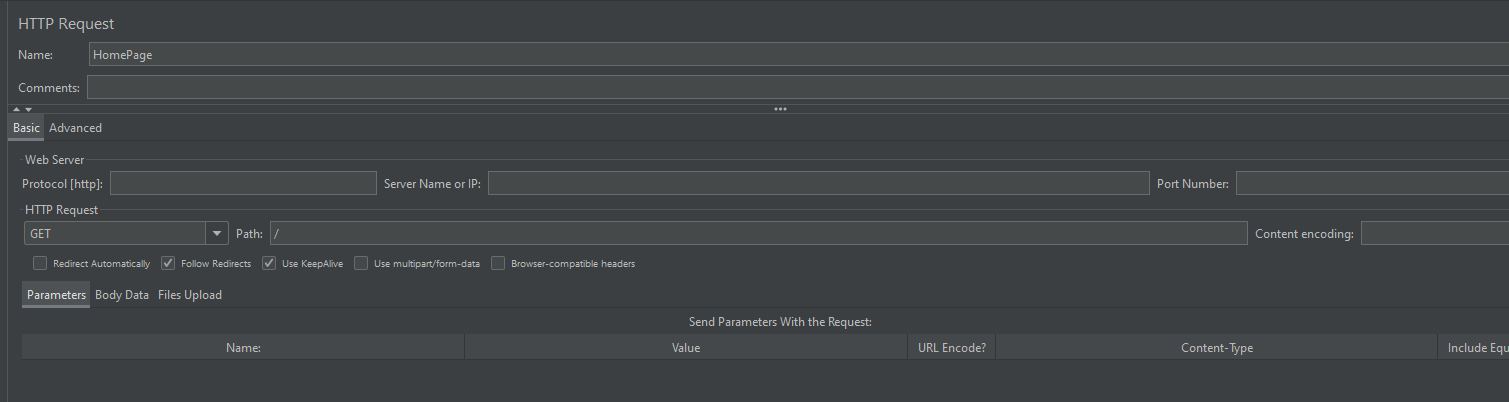 HTTP Request
Name: HomePage
Comments:
Basic Advanced
Web Server
Protocol [http]: Server Name or IP: Port Number:
HTTP Request
GET Path: / Content encoding:
Redirect Automatically Follow Redirects Use KeepAlive Use multipart/form-data Browser-compatible headers
Parameters Body Data Files Upload
Send Parameters With the Request:
Name: Value URL Encode? Content-Type Include Equ